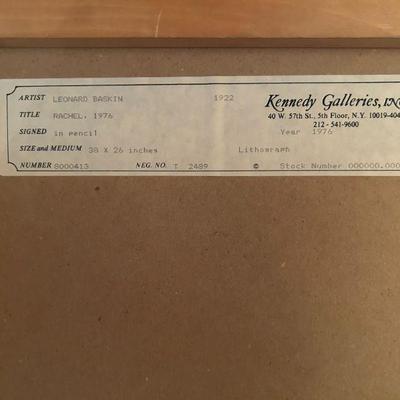 ARTIST LEONARD BASKIN 1922 Kennedy Galleries, INC
TITLE RACHEL, 1976 40 W. 57th St., 5th Floor, N.Y. 10019-404
212 - 541-9600
SIGNED in pencil Year 1976
SIZE and MEDIUM 38 X 26 inches Lithograph
NUMBER 8000413 NEG. NO. T 2489 © Stock Number 000000.000